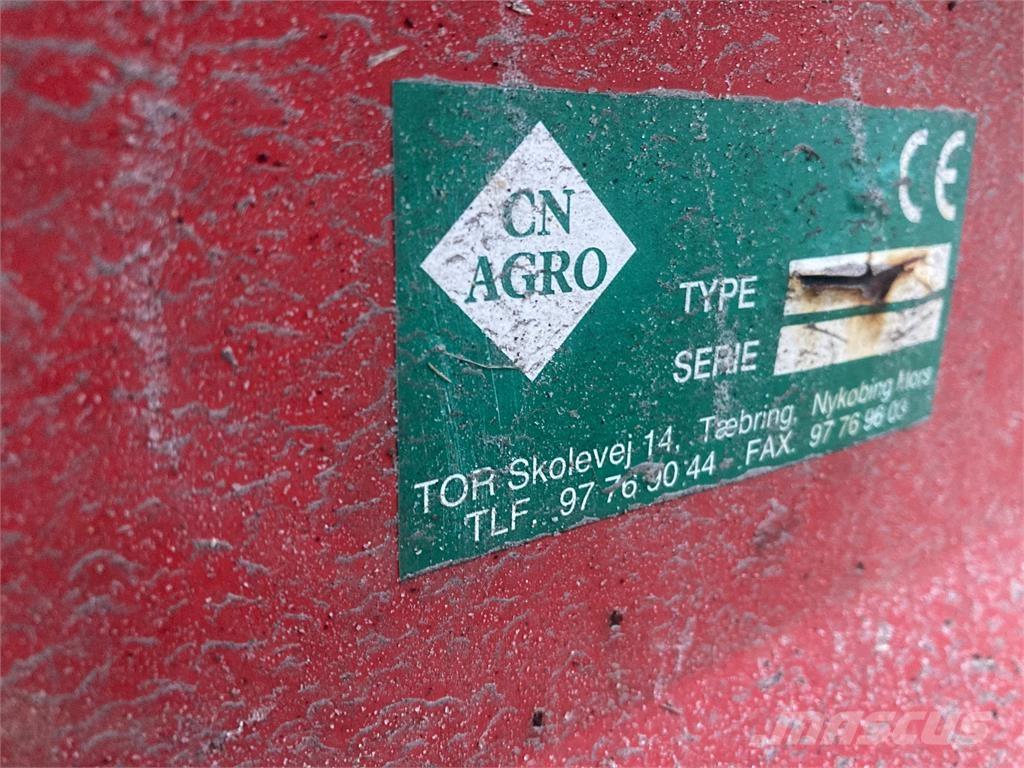 CN
AGRO
CE
TYPE
SERIE
TOR Skolevej 14, Tæbring, Nykobing Mors
TLF. 97 76 90 44 FAX. 97 76 96 03
MASCUS